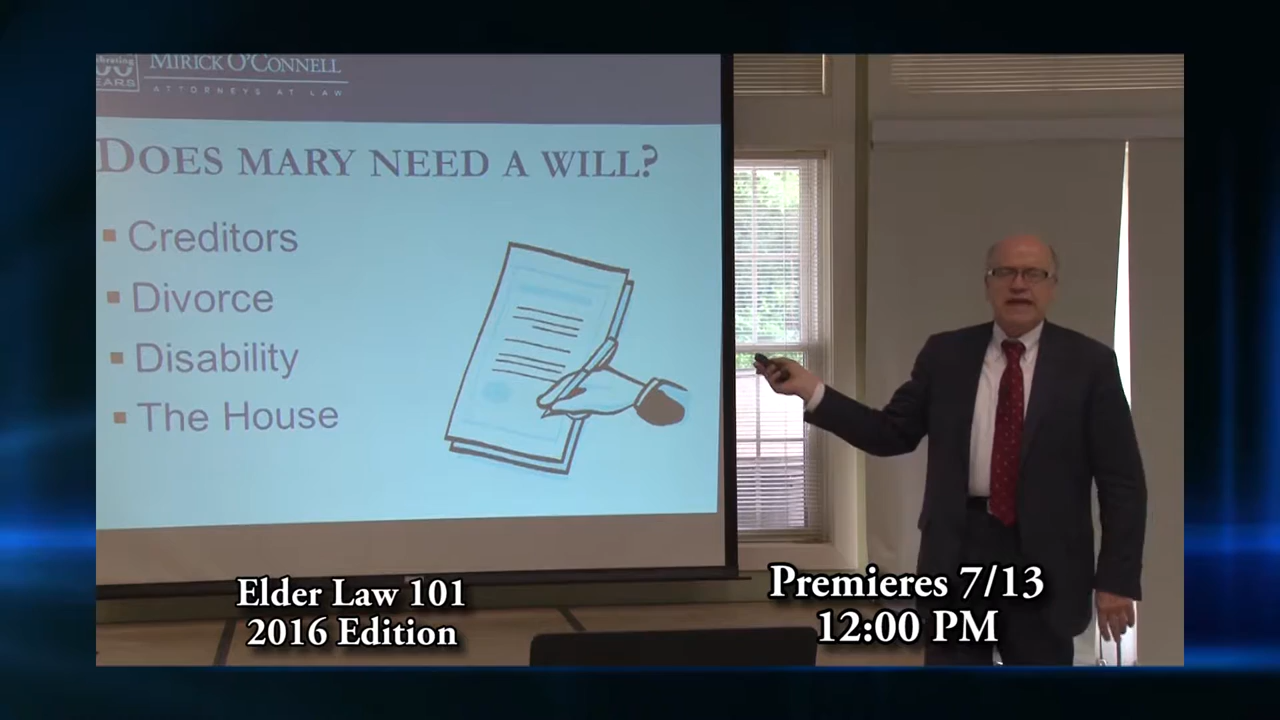 MIRICK O'CONNELL
ATTORNEYS AT LAW
DOES MARY NEED A WILL?
Creditors
Divorce
Disability
The House
Elder Law 101
2016 Edition
Premieres 7/13
12:00 PM